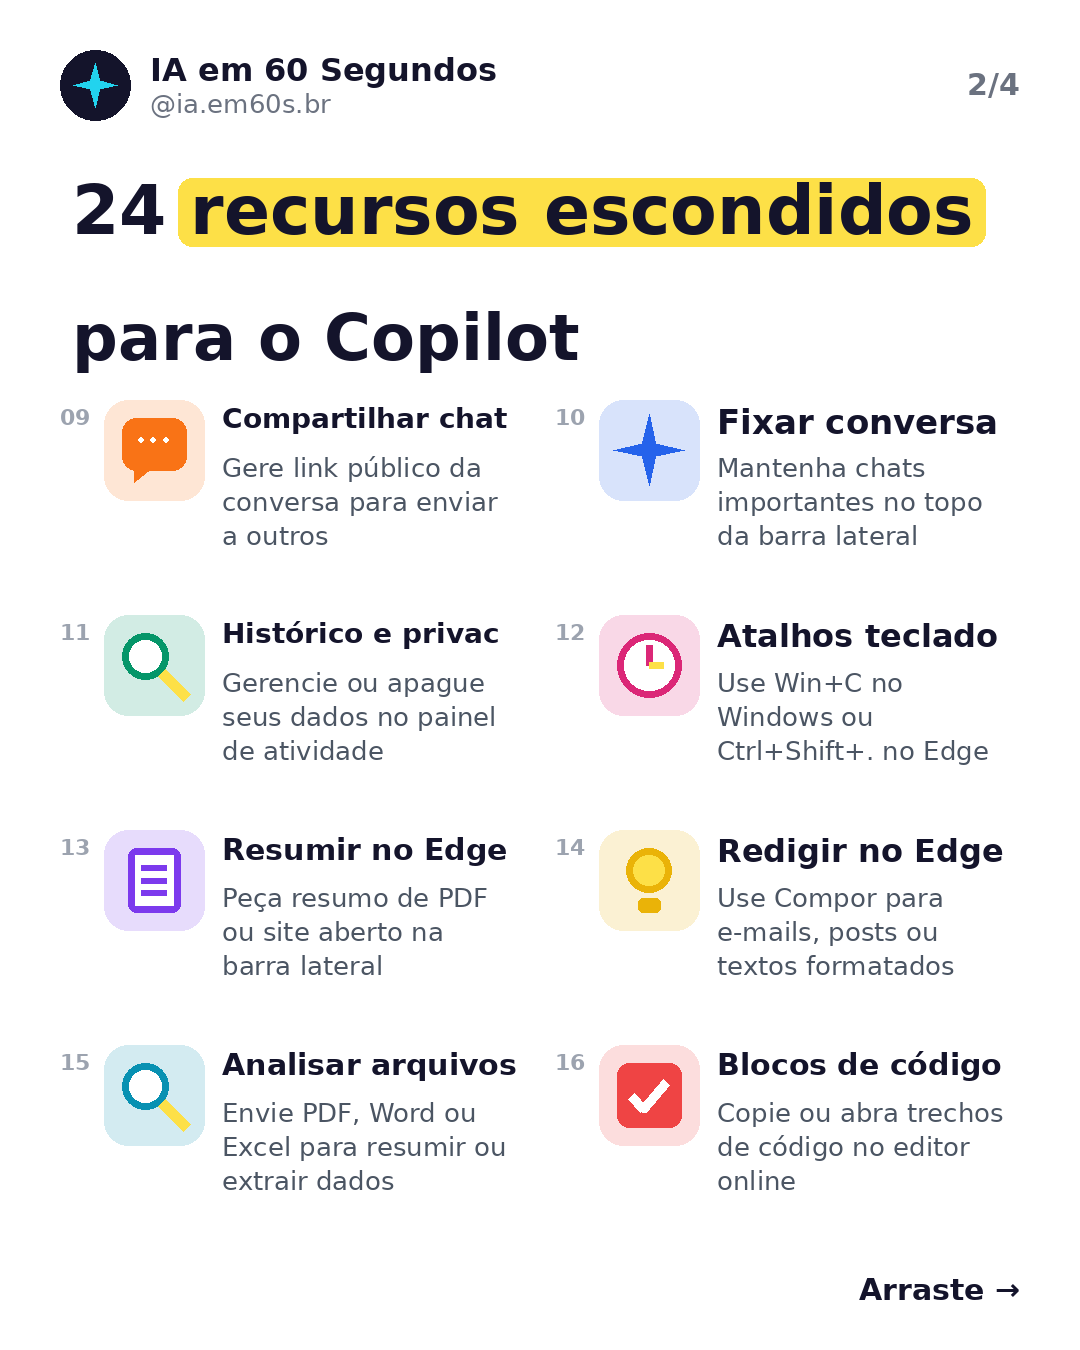 IA em 60 Segundos
@ia.em60s.br
2/4
24 recursos escondidos
para o Copilot
09
Compartilhar chat
Gere link público da
conversa para enviar
a outros
10
Fixar conversa
Mantenha chats
importantes no topo
da barra lateral
11
Histórico e privac
Gerencie ou apague
seus dados no painel
de atividade
12
Atalhos teclado
Use Win+C no
Windows ou
Ctrl+Shift+. no Edge
13
Resumir no Edge
Peça resumo de PDF
ou site aberto na
barra lateral
14
Redigir no Edge
Use Compor para
e-mails, posts ou
textos formatados
15
Analisar arquivos
Envie PDF, Word ou
Excel para resumir ou
extrair dados
16
Blocos de código
Copie ou abra trechos
de código no editor
online
Arraste →